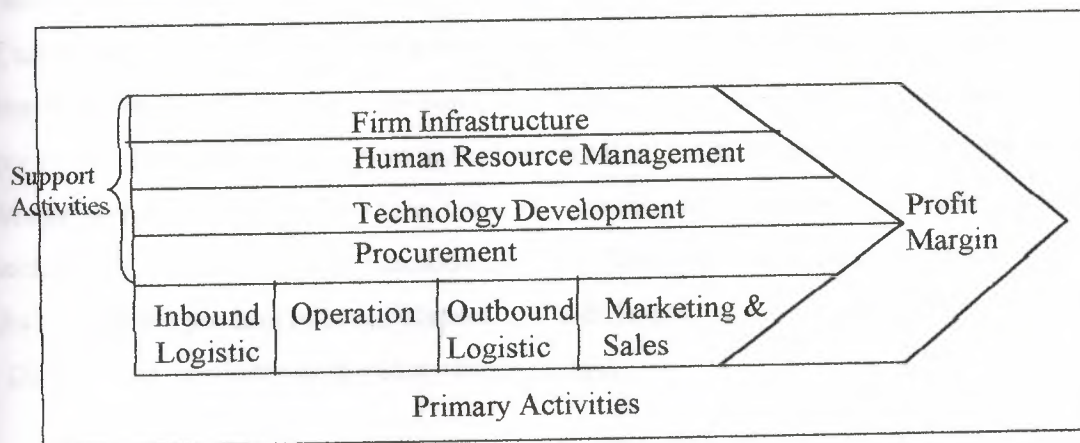 Firm Infrastructure
Human Resource Management
Support
Activities
Technology Development
Procurement
Profit
Margin
Inbound
Logistic
Operation
Outbound
Logistic
Marketing &
Sales
Primary Activities